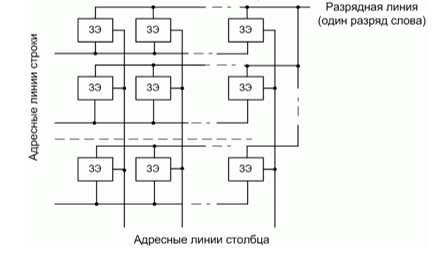 Разрядная линия
(один разряд слова)
ЗЭ ЗЭ ЗЭ
ЗЭ ЗЭ ЗЭ
ЗЭ ЗЭ ЗЭ
Адресные линии строки
Адресные линии столбца